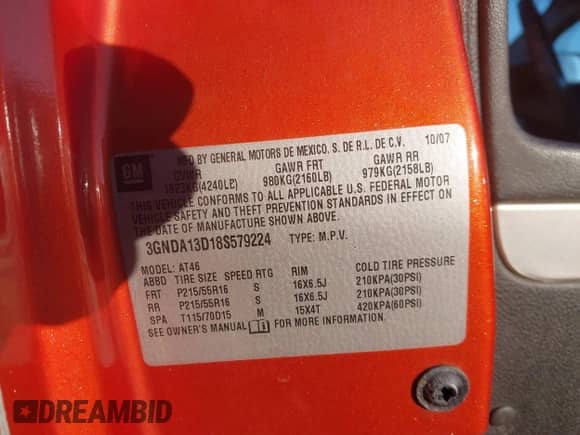 GM
MFD BY GENERAL MOTORS DE MEXICO, S. DE R.L. DE C.V. 10/07
GVWR GAWR FRT GAWR RR
1923KG(4240LB) 980KG(2160LB) 979KG(2158LB)
THIS VEHICLE CONFORMS TO ALL APPLICABLE U.S. FEDERAL MOTOR
VEHICLE SAFETY AND THEFT PREVENTION STANDARDS IN EFFECT ON
THE DATE OF MANUFACTURE SHOWN ABOVE.
3GNDA13D18S579224 TYPE: M.P.V.
MODEL: AT46
ABBD TIRE SIZE SPEED RTG RIM COLD TIRE PRESSURE
FRT P215/55R16 S 16X6.5J 210KPA(30PSI)
RR P215/55R16 S 16X6.5J 210KPA(30PSI)
SPA T115/70D15 M 15X4T 420KPA(60PSI)
SEE OWNER'S MANUAL FOR MORE INFORMATION.
DREAMBID